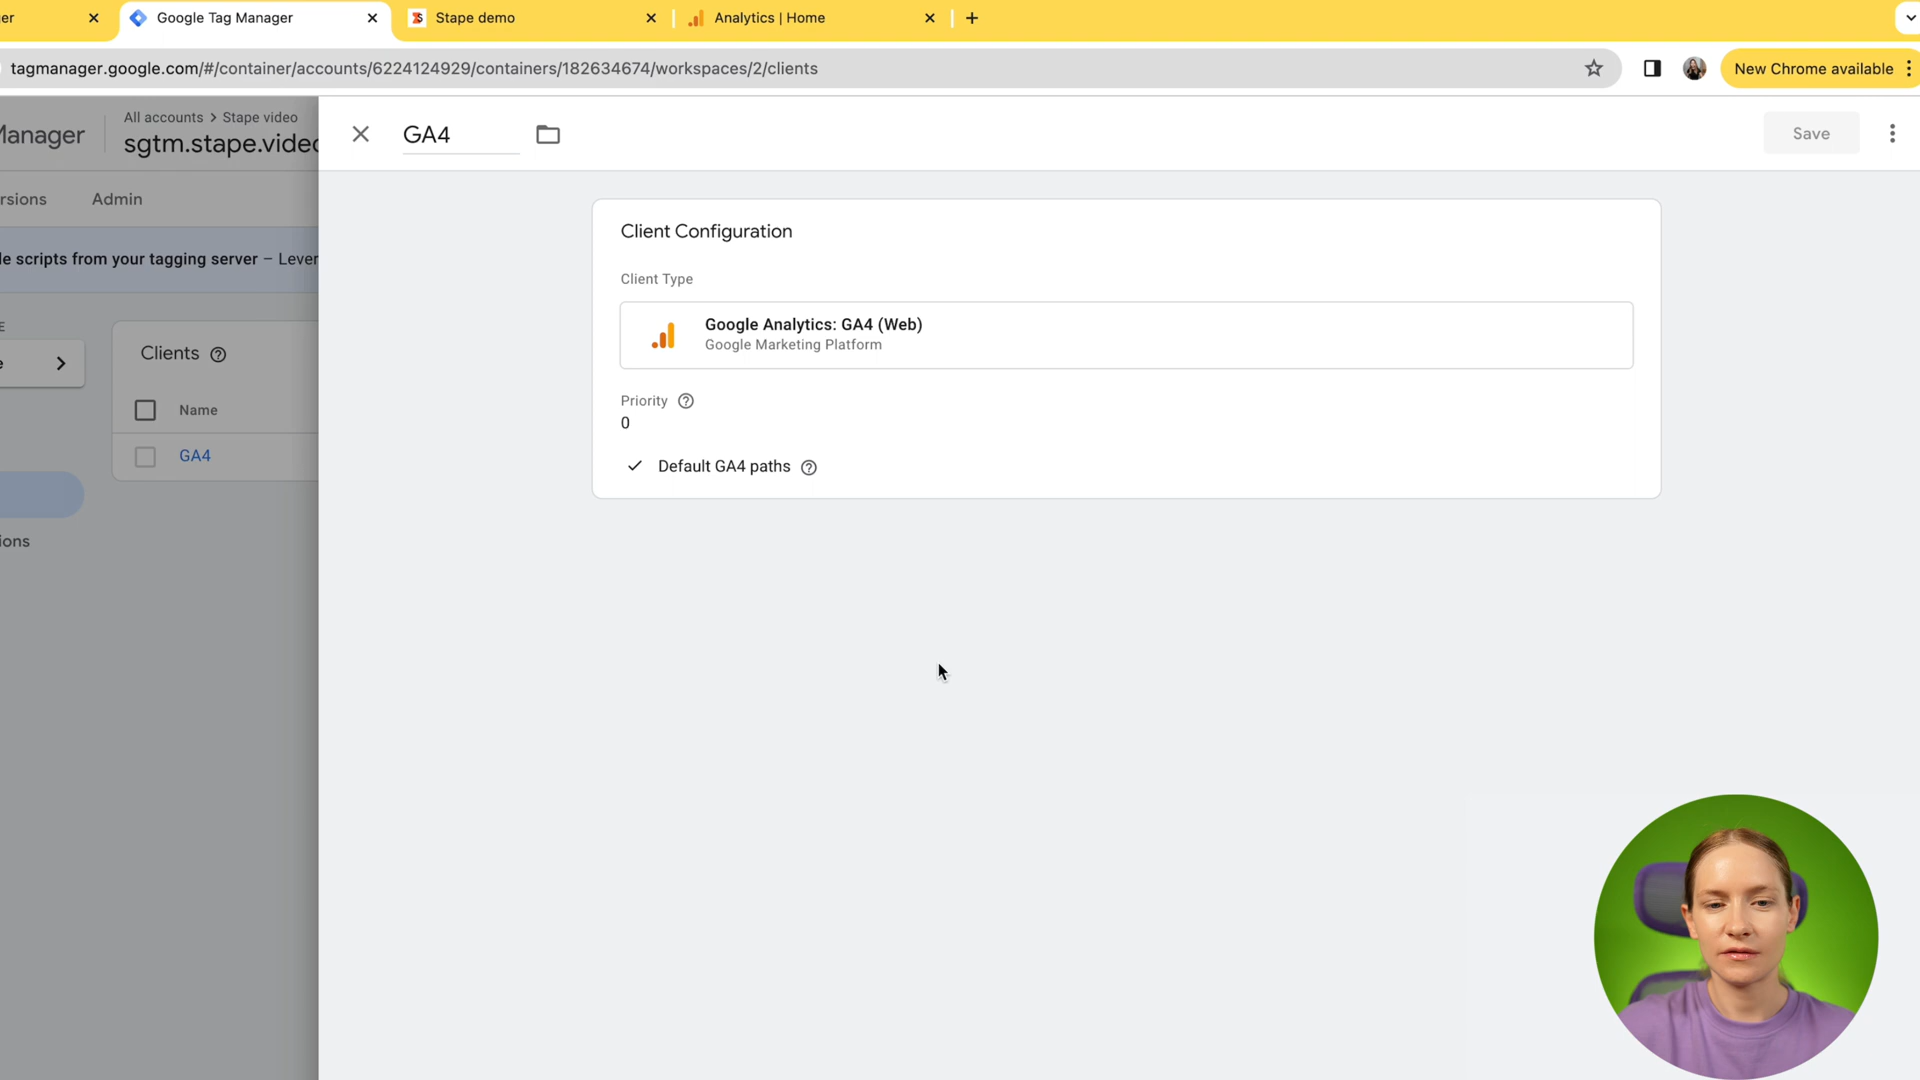 er
Google Tag Manager
Stape demo
Analytics | Home
tagmanager.google.com/#/container/accounts/6224124929/containers/182634674/workspaces/2/clients
New Chrome available
Manager
All accounts > Stape video
sgtm.stape.video
GA4
Save
rsions
Admin
le scripts from your tagging server – Lever
E
e
Clients
Name
GA4
ions
Client Configuration
Client Type
Google Analytics: GA4 (Web)
Google Marketing Platform
Priority
0
Default GA4 paths